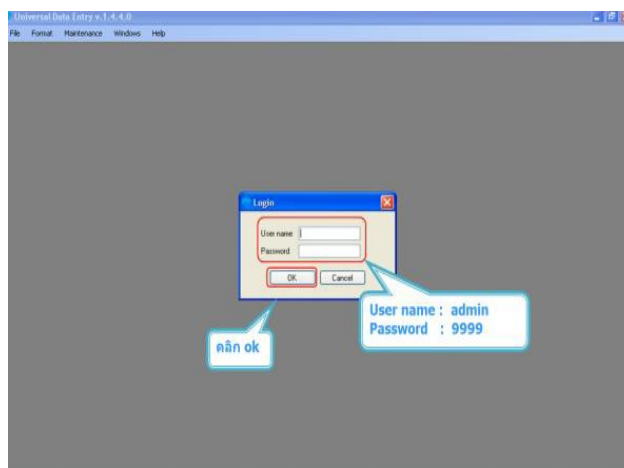 Universal Data Entry v.1.4.4.0
File Format Maintenance Windows Help
Login
User name
Password
OK Cancel
User name : admin
Password : 9999
คลิก ok